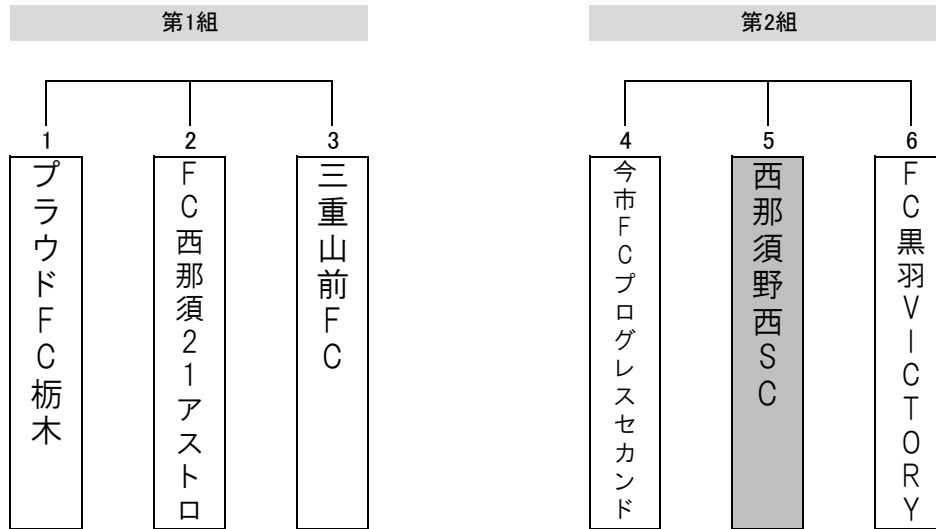 第1組
第2組
1
2
3
4
5
6
プラウドFC栃木
FC西那須21アストロ
三重山前FC
今市FCプログレスセカンド
西那須野西SC
FC黒羽VICTORY